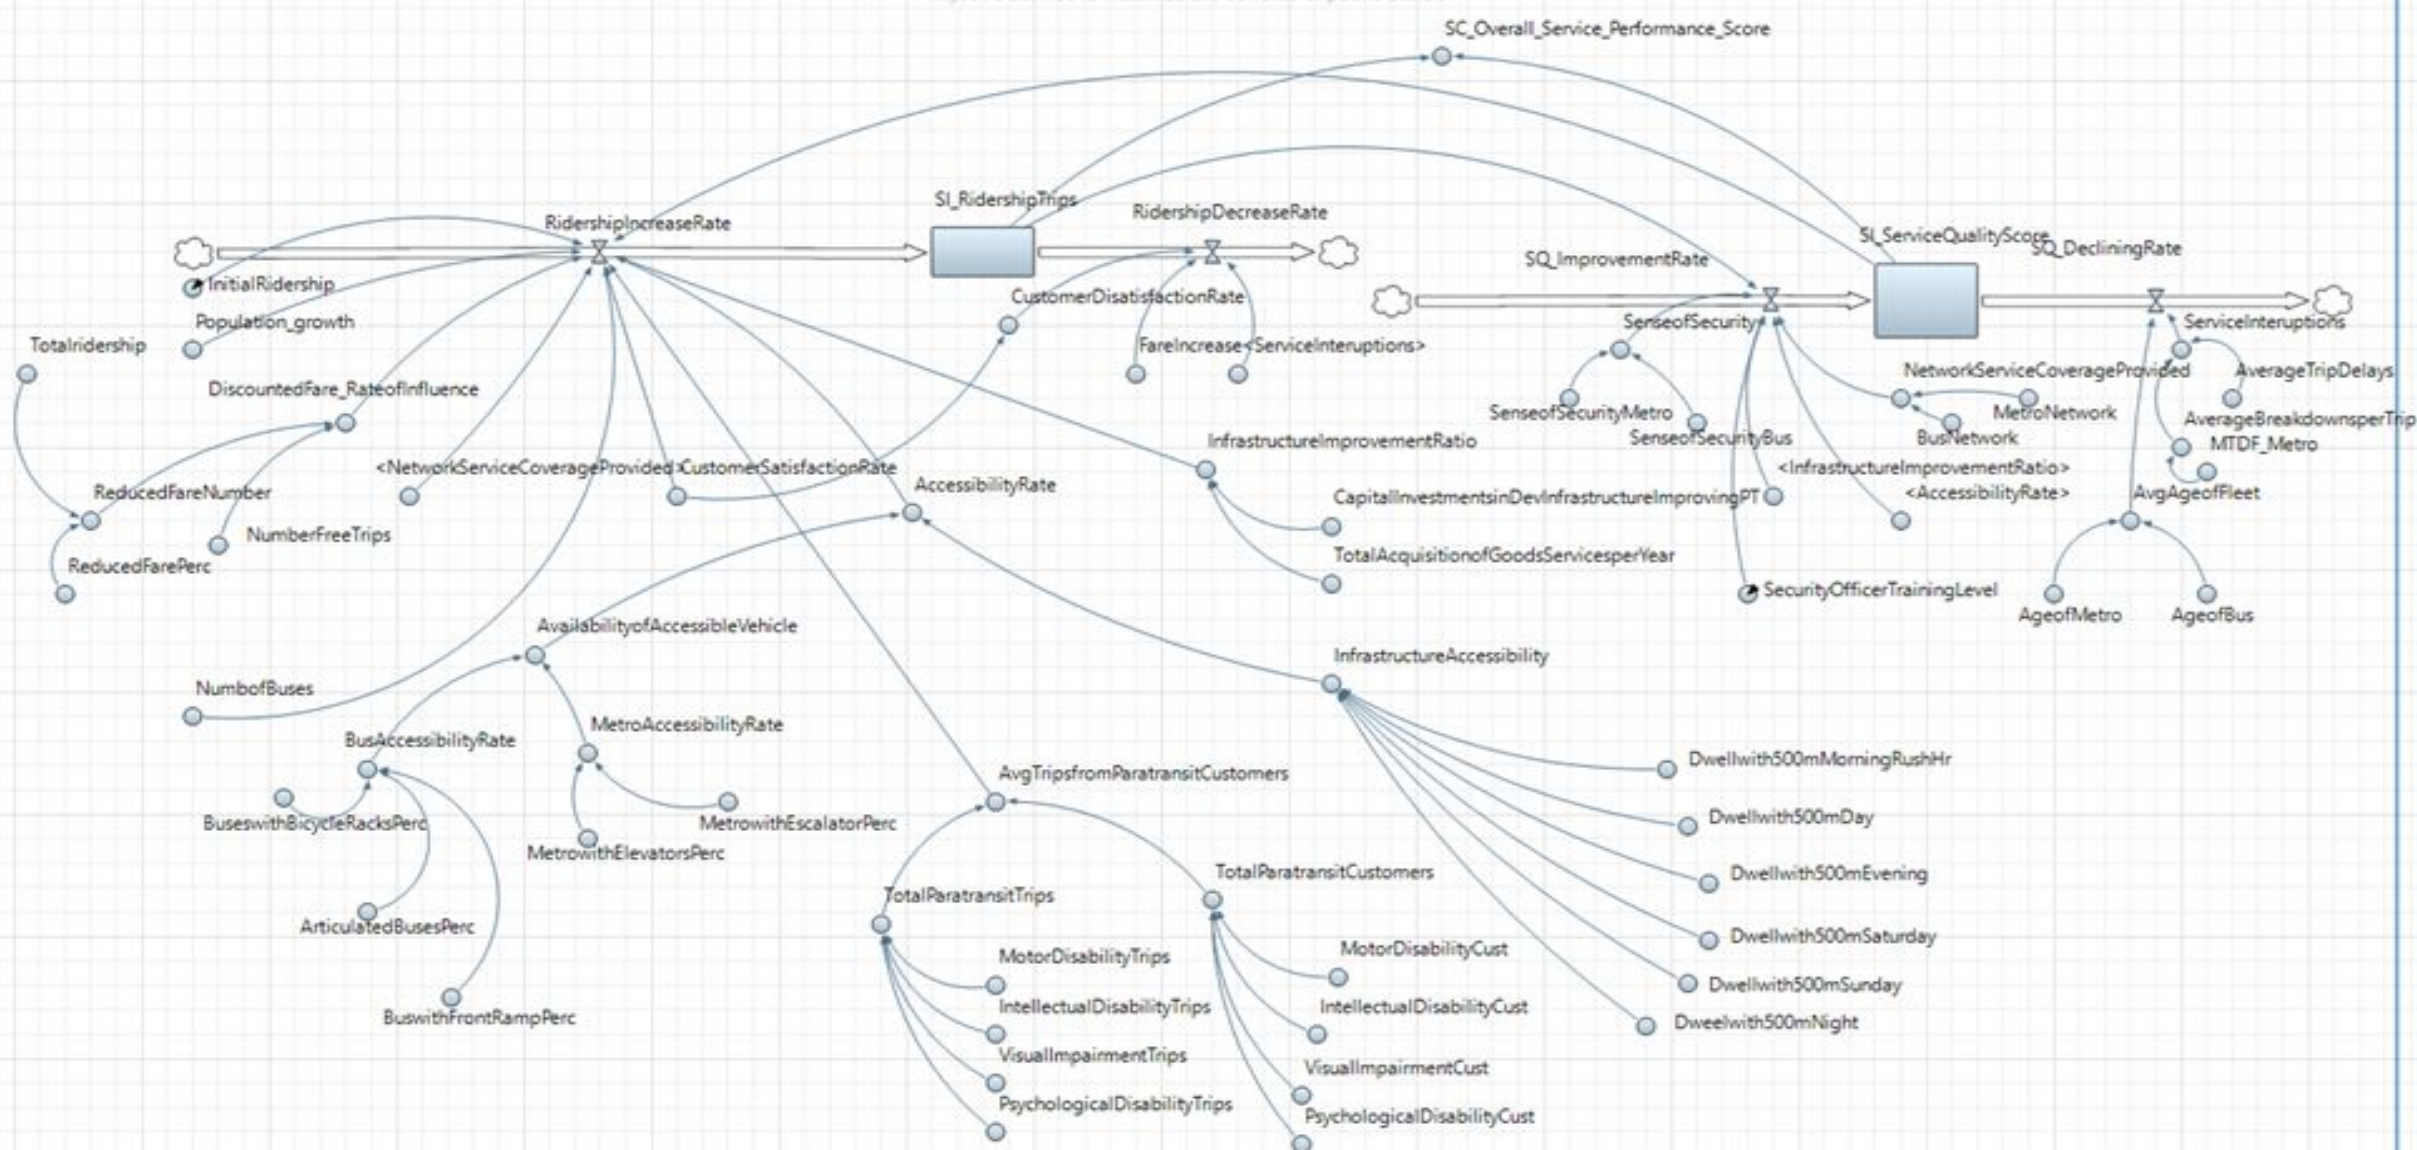 SC_Overall_Service_Performance_Score
SI_RidershipTrips
RidershipDecreaseRate
RidershipIncreaseRate
SI_ServiceQualityScore
SQ_DecliningRate
SQ_ImprovementRate
InitialRidership
CustomerDisatisfactionRate
Population_growth
SenseofSecurity
ServiceInteruptions
Totalridership
FareIncrease
<ServiceInteruptions>
NetworkServiceCoverageProvided
AverageTripDelays
DiscountedFare_RateofInfluence
SenseofSecurityMetro
MetroNetwork
AverageBreakdownsperTrip
SenseofSecurityBus
BusNetwork
MTDF_Metro
InfrastructureImprovementRatio
<NetworkServiceCoverageProvided>
CustomerSatisfactionRate
<InfrastructureImprovementRatio>
AccessibilityRate
ReducedFareNumber
CapitalInvestmentsinDevInfrastructureImprovingPT
<AccessibilityRate>
AvgAgeofFleet
NumberFreeTrips
TotalAcquisitionofGoodsServicesperYear
ReducedFarePerc
SecurityOfficerTrainingLevel
AgeofMetro
AgeofBus
AvailabilityofAccessibleVehicle
InfrastructureAccessibility
NumbofBuses
MetroAccessibilityRate
BusAccessibilityRate
Dwellwith500mMorningRushHr
AvgTripsfromParatransitCustomers
BuseswithBicycleRacksPerc
MetrowithEscalatorPerc
Dwellwith500mDay
MetrowithElevatorsPerc
TotalParatransitCustomers
Dwellwith500mEvening
TotalParatransitTrips
ArticulatedBusesPerc
Dwellwith500mSaturday
MotorDisabilityCust
MotorDisabilityTrips
Dwellwith500mSunday
IntellectualDisabilityTrips
IntellectualDisabilityCust
BuswithFrontRampPerc
Dweelwith500mNight
VisualImpairmentTrips
VisualImpairmentCust
PsychologicalDisabilityTrips
PsychologicalDisabilityCust